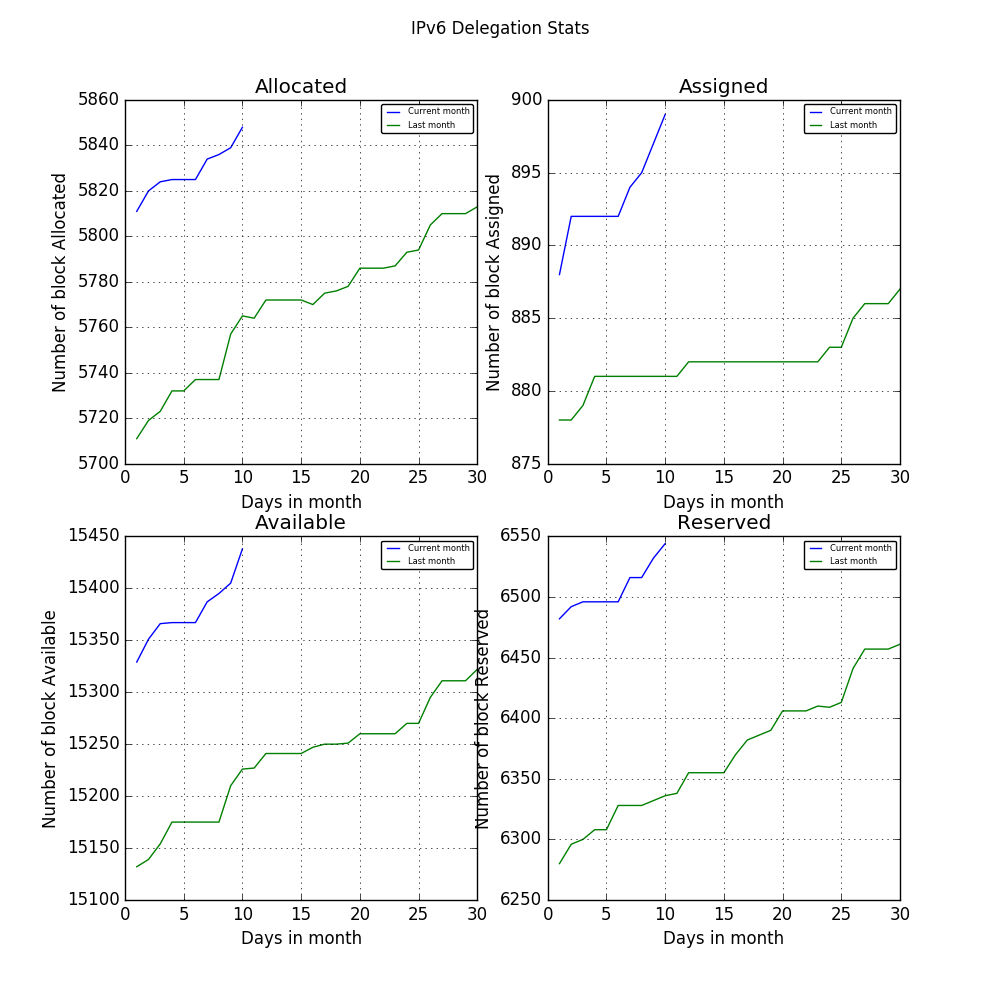 IPv6 Delegation Stats
Allocated
Number of block Allocated
5860
5840
5820
5800
5780
5760
5740
5720
5700
0 5 10 15 20 25 30
Days in month
Current month
Last month
Assigned
Number of block Assigned
900
895
890
885
880
875
0 5 10 15 20 25 30
Days in month
Current month
Last month
Available
Number of block Available
15450
15400
15350
15300
15250
15200
15150
15100
0 5 10 15 20 25 30
Days in month
Current month
Last month
Reserved
Number of block Reserved
6550
6500
6450
6400
6350
6300
6250
0 5 10 15 20 25 30
Days in month
Current month
Last month